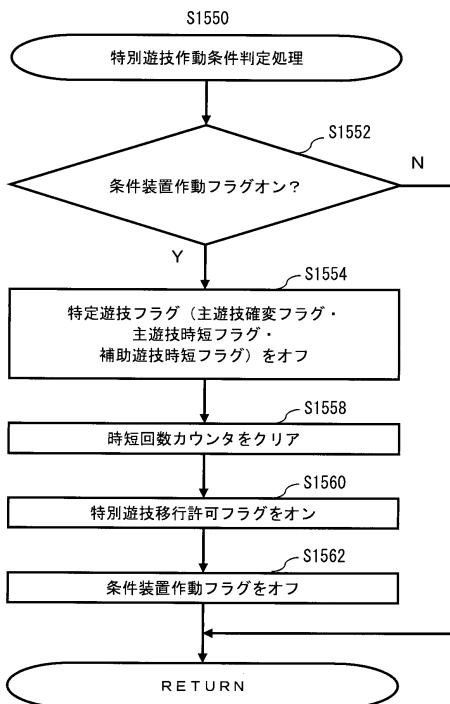 S1550
特別遊技作動条件判定処理
S1552
条件装置作動フラグオン？
N
Y
S1554
特定遊技フラグ（主遊技確変フラグ・
主遊技時短フラグ・
補助遊技時短フラグ）をオフ
S1558
時短回数カウンタをクリア
S1560
特別遊技移行許可フラグをオン
S1562
条件装置作動フラグをオフ
RETURN